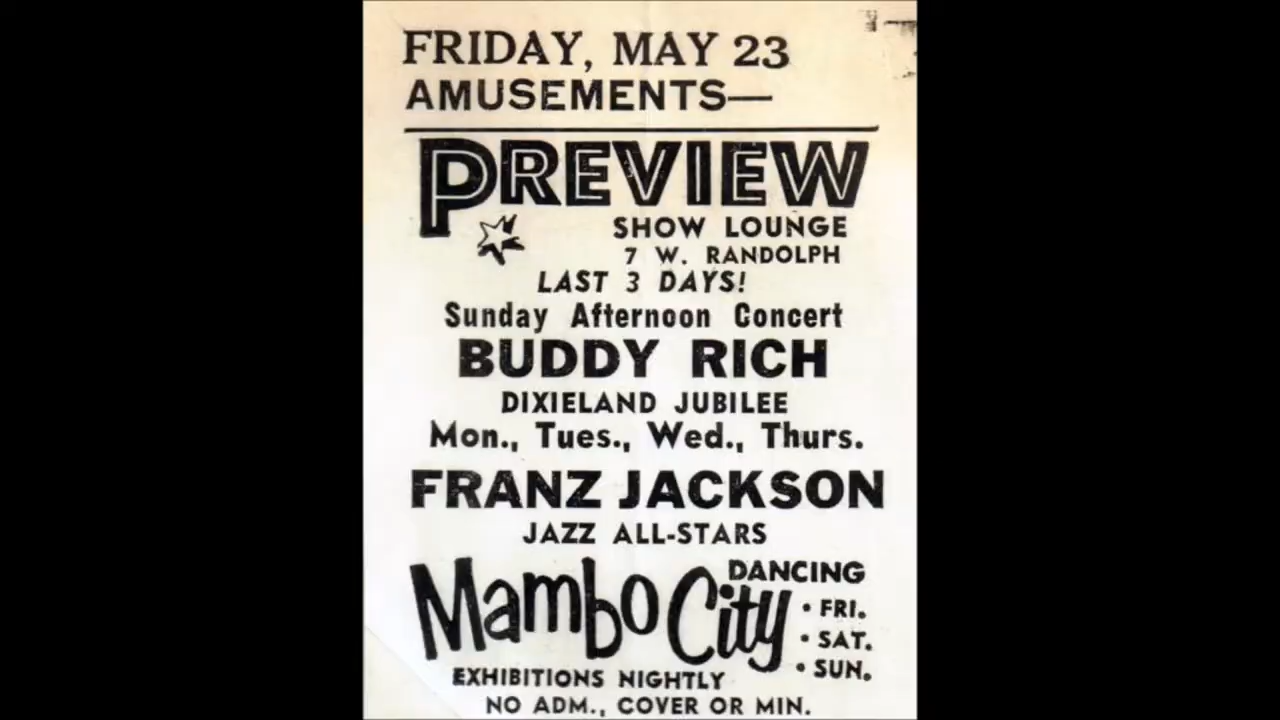 FRIDAY, MAY 23
AMUSEMENTS—
PREVIEW
SHOW LOUNGE
7 W. RANDOLPH
LAST 3 DAYS!
Sunday Afternoon Concert
BUDDY RICH
DIXIELAND JUBILEE
Mon., Tues., Wed., Thurs.
FRANZ JACKSON
JAZZ ALL-STARS
Mambo City DANCING
• FRI.
• SAT.
• SUN.
EXHIBITIONS NIGHTLY
NO ADM., COVER OR MIN.